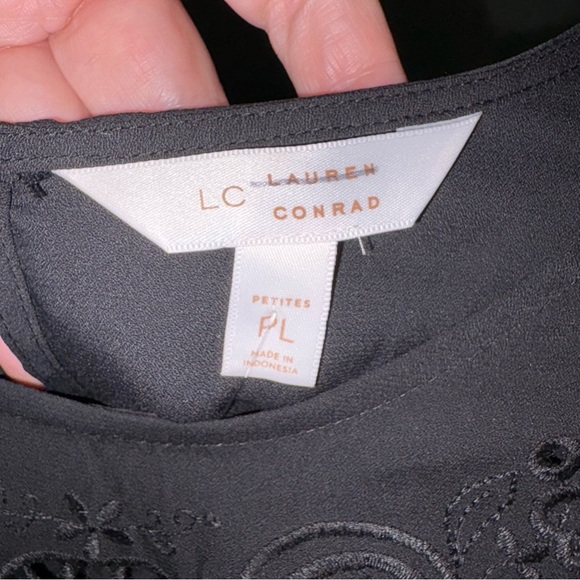 LC LAUREN
CONRAD
PETITES
PL
MADE IN
INDONESIA